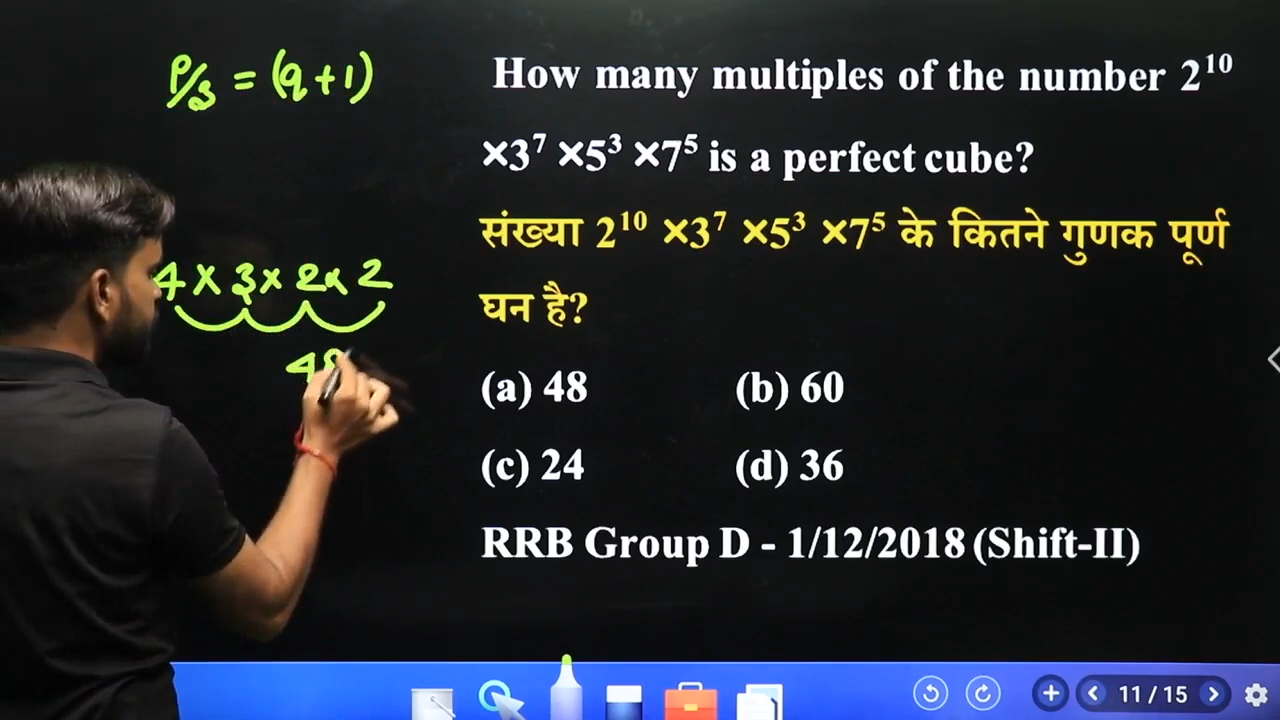 P/3 = (q+1)
4 × 3 × 2 × 2
48
How many multiples of the number 2¹⁰
×3⁷ ×5³ ×7⁵ is a perfect cube?
संख्या 2¹⁰ ×3⁷ ×5³ ×7⁵ के कितने गुणक पूर्ण
घन है?
(a) 48 (b) 60
(c) 24 (d) 36
RRB Group D - 1/12/2018 (Shift-II)
11 / 15